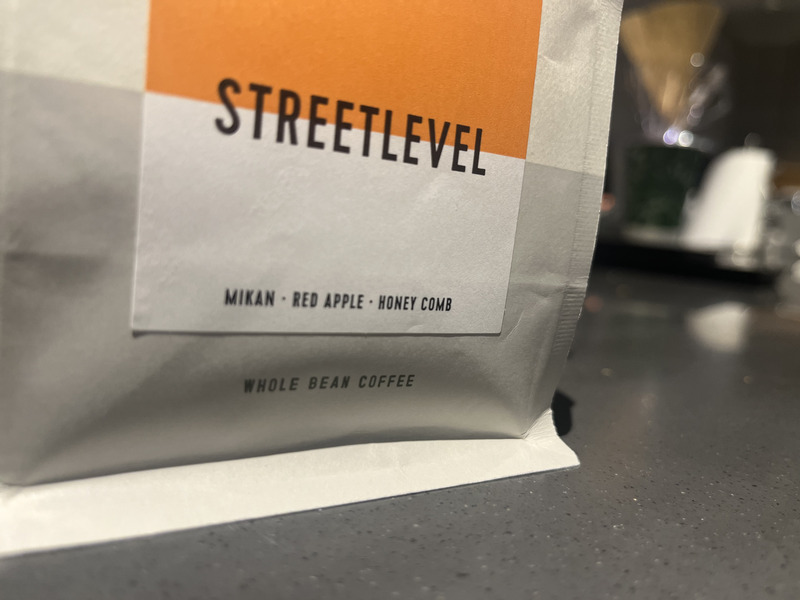 STREETLEVEL
MIKAN · RED APPLE · HONEY COMB
WHOLE BEAN COFFEE